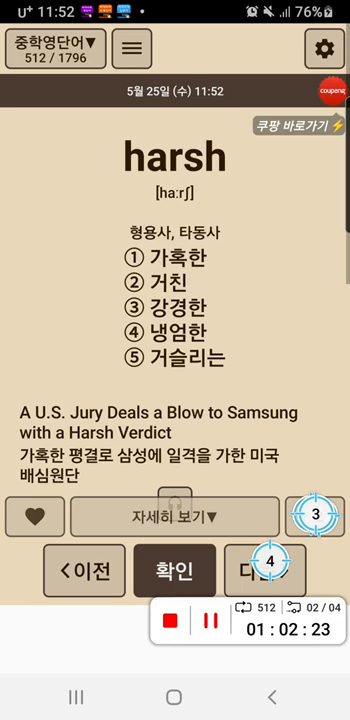 U+ 11:52 76%
중학영단어▼
512 / 1796
5월 25일 (수) 11:52
coupang
쿠팡 바로가기⚡
harsh
[ha:rʃ]
형용사, 타동사
① 가혹한
② 거친
③ 강경한
④ 냉엄한
⑤ 거슬리는
A U.S. Jury Deals a Blow to Samsung
with a Harsh Verdict
가혹한 평결로 삼성에 일격을 가한 미국
배심원단
자세히 보기▼
3
<이전
확인
4
512
02 / 04
01 : 02 : 23